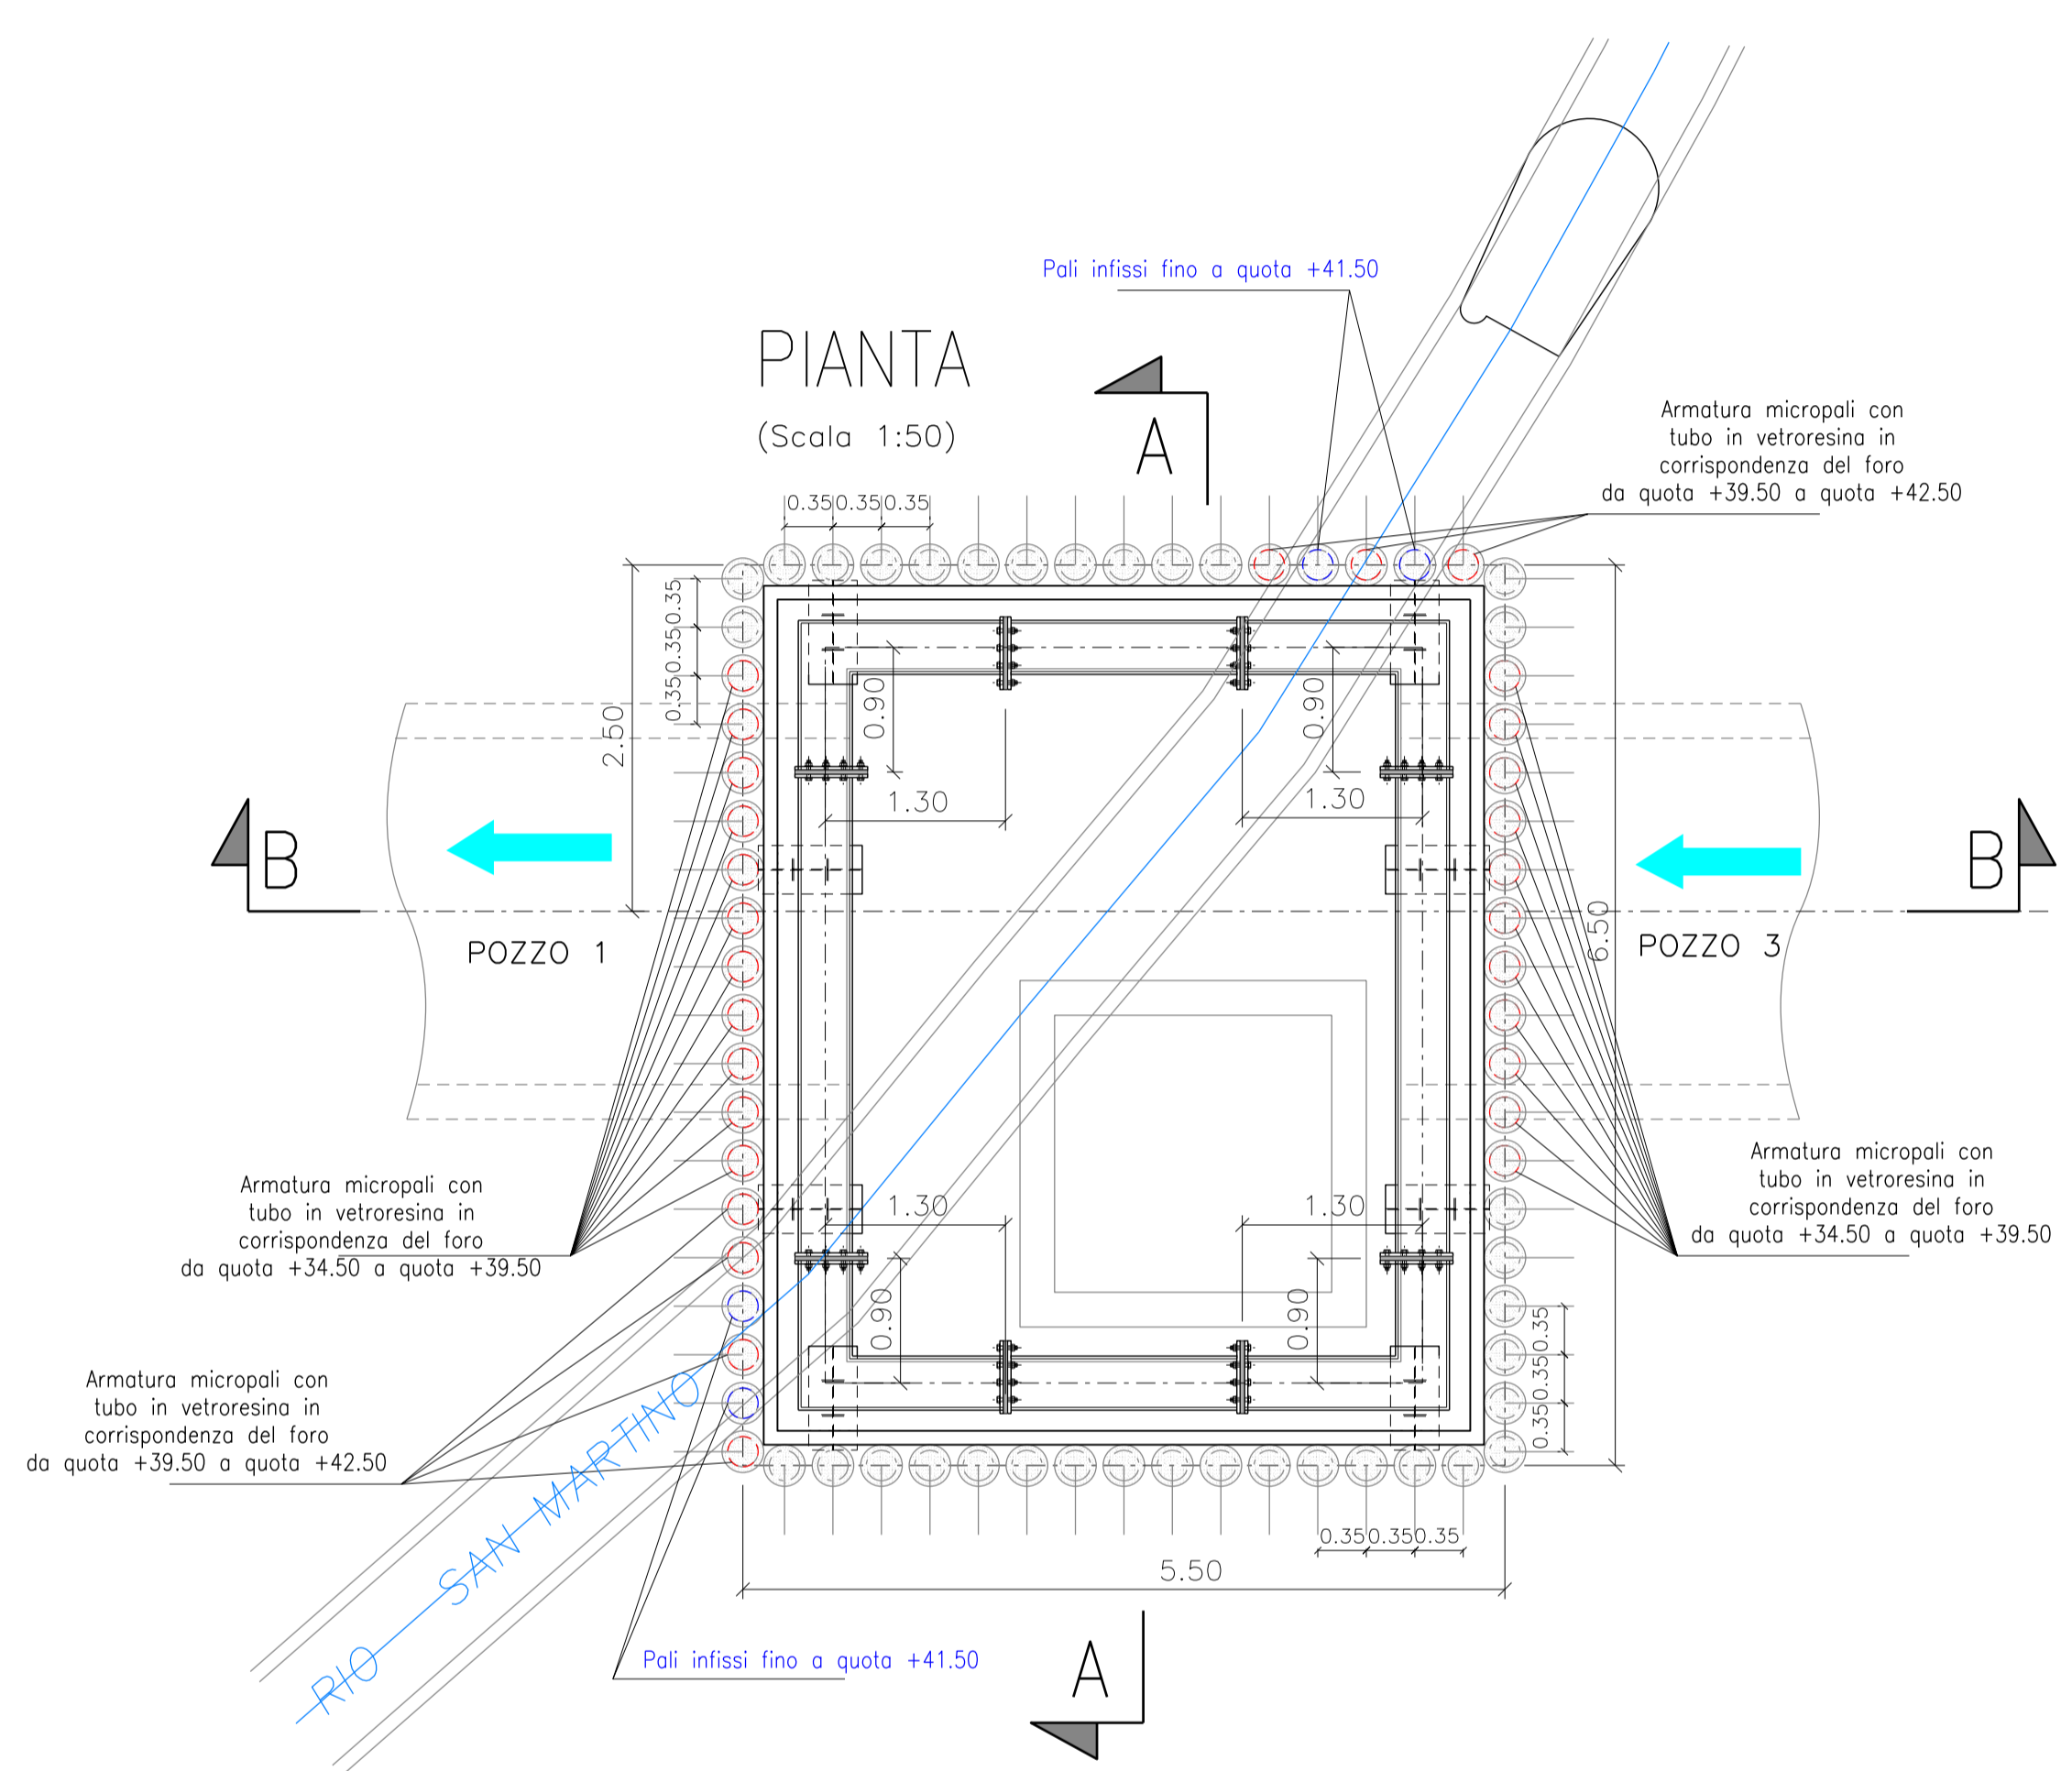 Pali infissi fino a quota +41.50
PIANTA
(Scala 1:50)
A
Armatura micropali con
tubo in vetroresina in
corrispondenza del foro
da quota +39.50 a quota +42.50
0.35 0.35 0.35
0.35
0.35
0.35
2.50
0.90
0.90
1.30
1.30
B
B
POZZO 1
POZZO 3
6.50
Armatura micropali con
tubo in vetroresina in
corrispondenza del foro
da quota +34.50 a quota +39.50
Armatura micropali con
tubo in vetroresina in
corrispondenza del foro
da quota +34.50 a quota +39.50
1.30
1.30
0.90
0.90
0.35
0.35
0.35
Armatura micropali con
tubo in vetroresina in
corrispondenza del foro
da quota +39.50 a quota +42.50
RIO SAN MARTINO
0.35 0.35 0.35
5.50
Pali infissi fino a quota +41.50
A